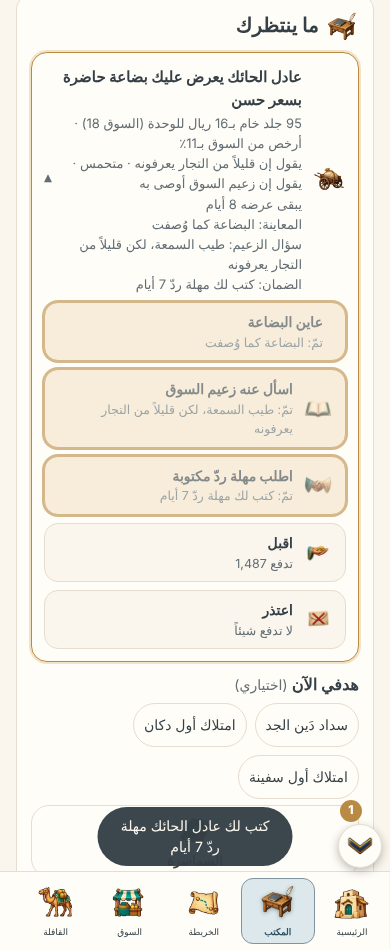 ما ينتظرك
عادل الحائك يعرض عليك بضاعة حاضرة
بسعر حسن
95 جلد خام بـ16 ريال للوحدة (السوق 18) ·
أرخص من السوق بـ11٪
يقول إن قليلاً من التجار يعرفونه · متحمس ·
يقول إن زعيم السوق أوصى به
يبقى عرضه 8 أيام
المعاينة: البضاعة كما وُصفت
سؤال الزعيم: طيب السمعة، لكن قليلاً من
التجار يعرفونه
الضمان: كتب لك مهلة ردّ 7 أيام
▲
عاين البضاعة
تمّ: البضاعة كما وُصفت
اسأل عنه زعيم السوق
تمّ: طيب السمعة، لكن قليلاً من التجار
يعرفونه
اطلب مهلة ردّ مكتوبة
تمّ: كتب لك مهلة ردّ 7 أيام
اقبل
تدفع 1,487
اعتذر
لا تدفع شيئاً
هدفي الآن (اختياري)
سداد دَين الجد
امتلاك أول دكان
امتلاك أول سفينة
1
كتب لك عادل الحائك مهلة
ردّ 7 أيام
الرئيسية
المكتب
الخريطة
السوق
القافلة